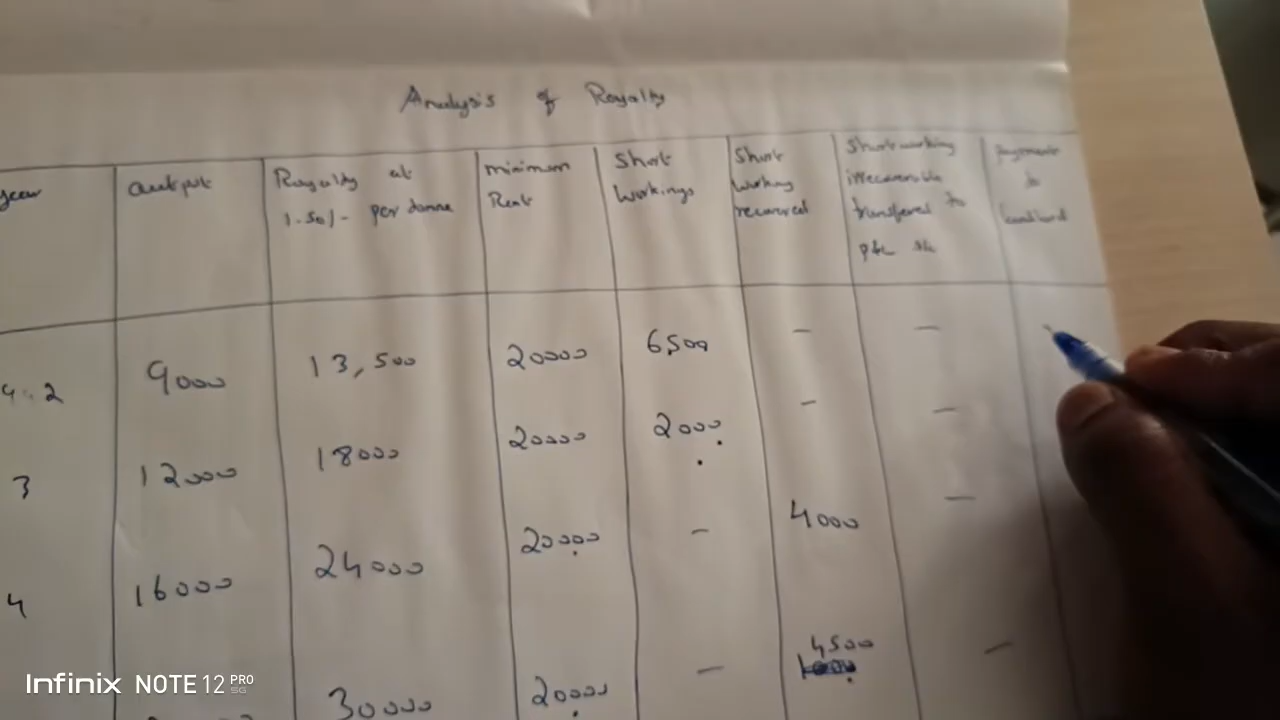 Analysis of Royalty
year
output
Royalty at
1.50/- per tonne
minimum
Rent
Short
Workings
Short
Working
recovered
Shortworking
irrecoverable
transferred to
Payment
to
Landlord
2 9000 13,500 20000 6,500 - -
3 12000 18000 20000 2000 - -
4 16000 24000 20000 - 4000 -
30000 20000 - 4500 -
Infinix NOTE 12 PRO 5G